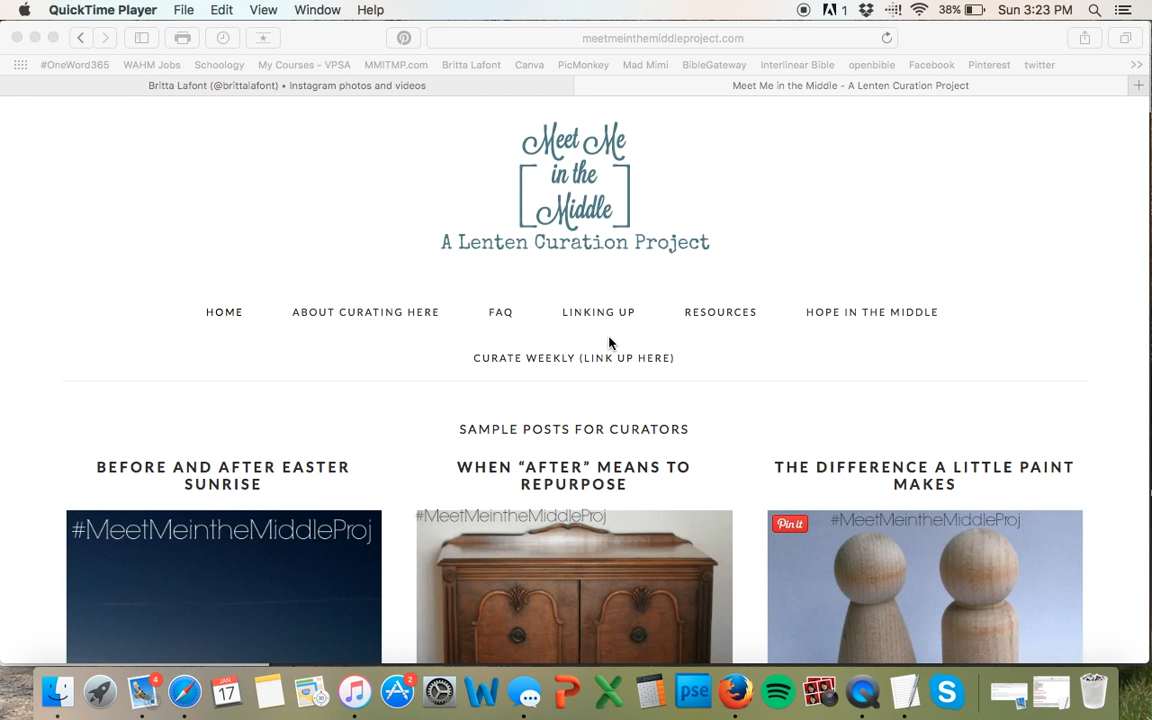 QuickTime Player File Edit View Window Help 1 38% Sun 3:23 PM
meetmeinthemiddleproject.com
#OneWord365 WAHM Jobs Schoology My Courses - VPSA MMITMP.com Britta Lafont Canva PicMonkey Mad Mimi BibleGateway Interlinear Bible openbible Facebook Pinterest twitter >>
Britta Lafont (@brittalafont) • Instagram photos and videos Meet Me in the Middle - A Lenten Curation Project
Meet Me
in the
Middle
A Lenten Curation Project
HOME ABOUT CURATING HERE FAQ LINKING UP RESOURCES HOPE IN THE MIDDLE
CURATE WEEKLY (LINK UP HERE)
SAMPLE POSTS FOR CURATORS
BEFORE AND AFTER EASTER
SUNRISE
WHEN “AFTER” MEANS TO
REPURPOSE
THE DIFFERENCE A LITTLE PAINT
MAKES
#MeetMeintheMiddleProj
#MeetMeintheMiddleProj
Pin it #MeetMeintheMiddleProj
4 JAN 17 2 W P X pse S